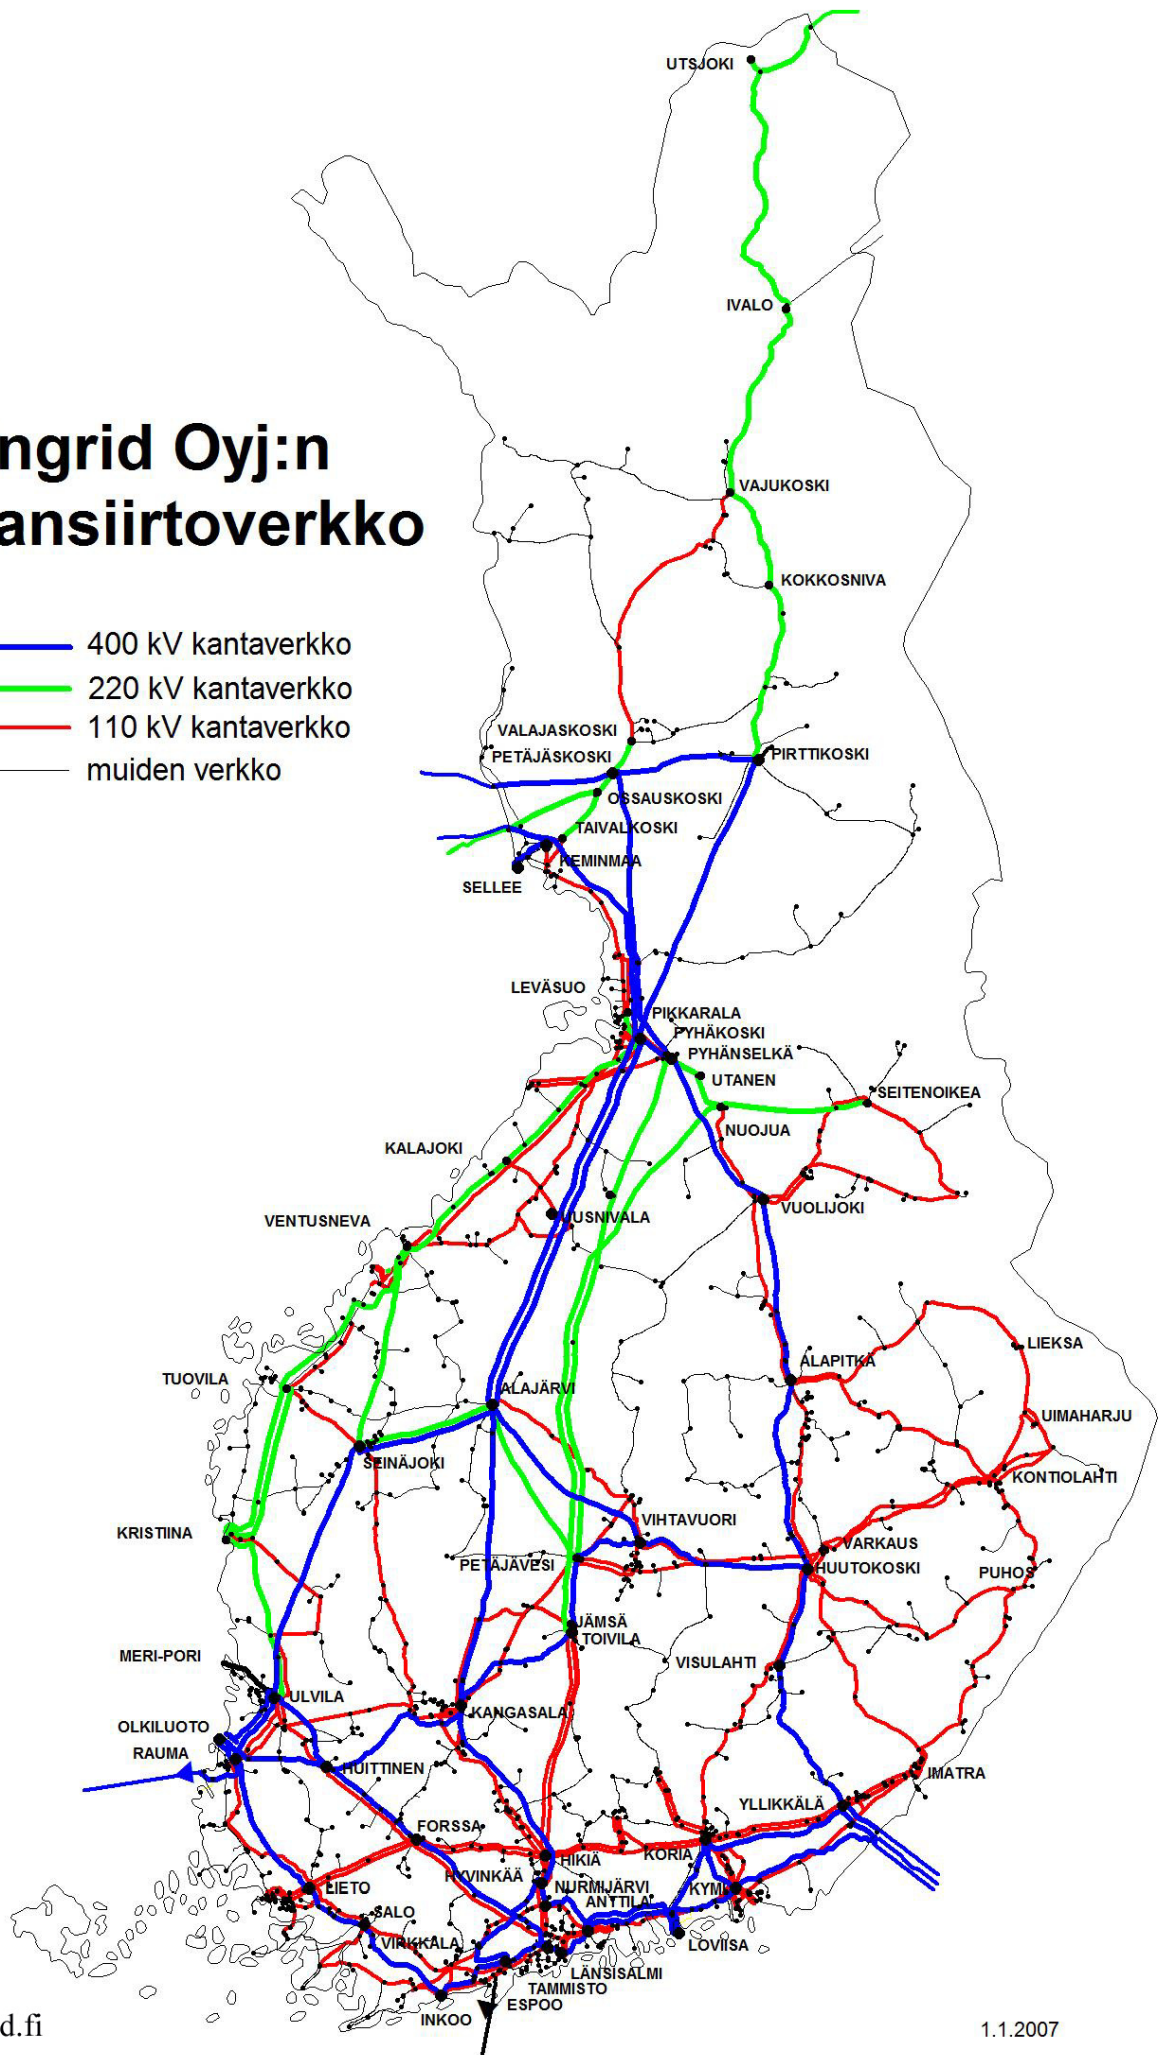 UTSJOKI
IVALO
ngrid Oyj:n
ansiirtoverkko
VAJUKOSKI
KOKKOSNIVA
400 kV kantaverkko
220 kV kantaverkko
110 kV kantaverkko
muiden verkko
VALAJASKOSKI
PETÄJÄSKOSKI
PIRTTIKOSKI
OSSAUSKOSKI
TAIVALKOSKI
KEMINMAA
SELLEE
LEVÄSUO
PIKKARALA
PYHÄKOSKI
PYHÄNSELKÄ
UTANEN
SEITENOIKEA
NUOJUA
KALAJOKI
VUOLIJOKI
VENTUSNEVA
UUSNIVALA
LIEKSA
ALAPITKÄ
TUOVILA
ALAJÄRVI
UIMAHARJU
SEINÄJOKI
KONTIOLAHTI
VIHTAVUORI
KRISTIINA
VARKAUS
PETÄJÄVESI
HUUTOKOSKI
PUHOS
JÄMSÄ
TOIVILA
MERI-PORI
VISULAHTI
ULVILA
KANGASALA
OLKILUOTO
RAUMA
HUITTINEN
IMATRA
YLLIKKÄLÄ
FORSSA
KORIA
HIKIÄ
HYVINKÄÄ
LIETO
NURMIJÄRVI
KYMI
ANTTILA
SALO
VIRKKALA
LOVIISA
LÄNSISALMI
TAMMISTO
ESPOO
INKOO
d.fi
1.1.2007